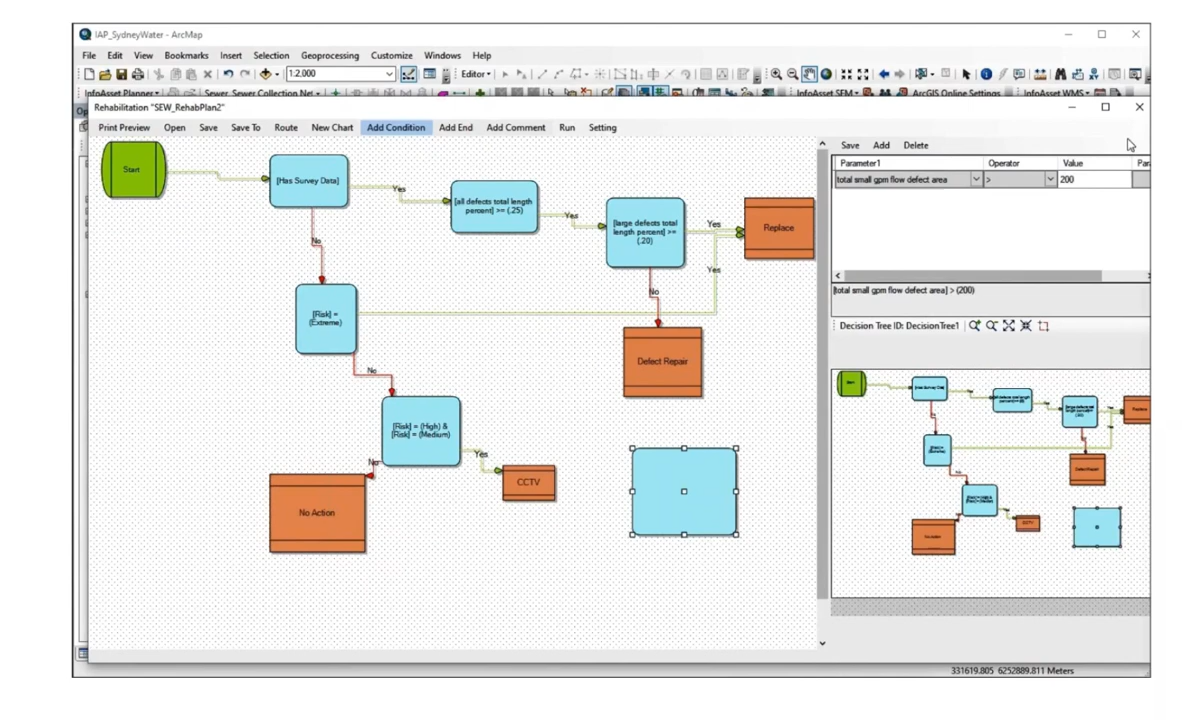 IAP_SydneyWater - ArcMap
File Edit View Bookmarks Insert Selection Geoprocessing Customize Windows Help
1:2,000 Editor
InfoAsset Planner Sewer Sewer Collection Net InfoAsset SEM ArcGIS Online Settings InfoAsset WMS
Rehabilitation "SEW_RehabPlan2"
Print Preview Open Save Save To Route New Chart Add Condition Add End Add Comment Run Setting
Save Add Delete
Parameter1 Operator Value Par
total small gpm flow defect area > 200
[total small gpm flow defect area] > (200)
Decision Tree ID: DecisionTree1
Start
[Has Survey Data]
Yes
[all defects total length
percent] >= (.25)
Yes
[large defects total
length percent] >=
(.20)
Yes
Replace
No
Yes
No
[Risk] =
(Extreme)
Defect Repair
No
[Risk] = (High) &
[Risk] = (Medium)
Yes
No
CCTV
No Action
331619.805 6252889.811 Meters